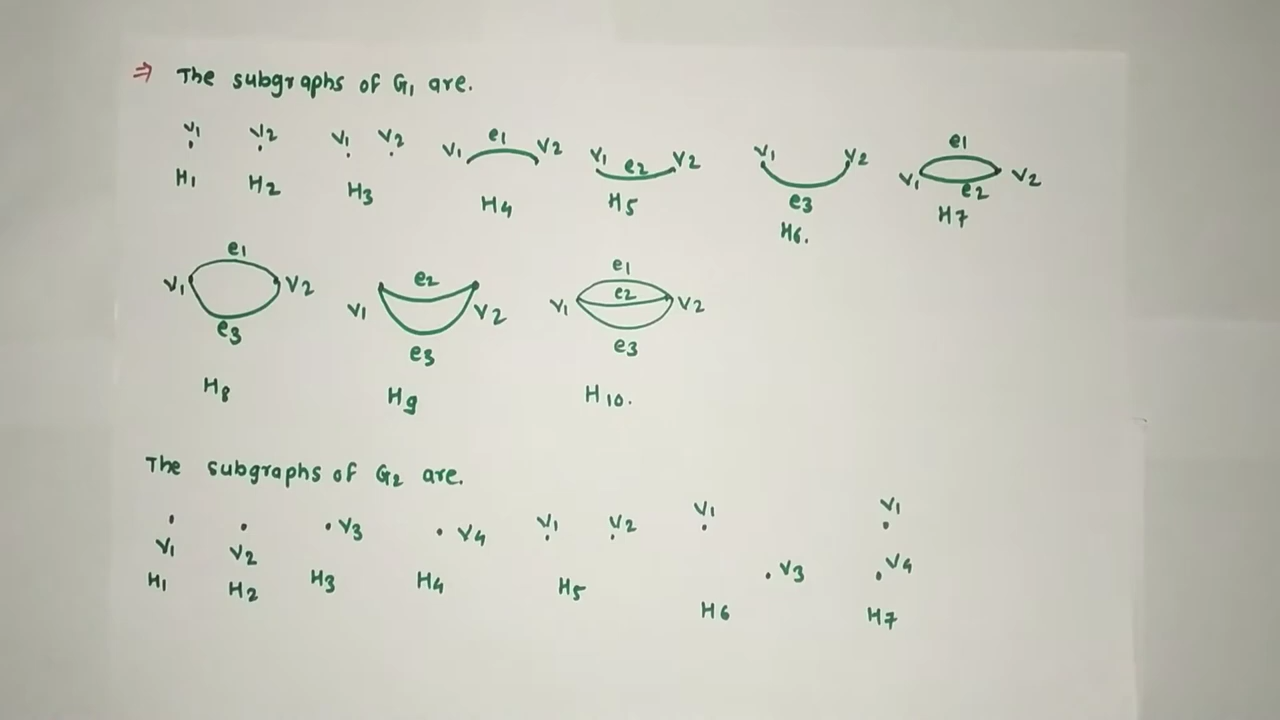 ⇒ The subgraphs of G1 are.
v1 v2 v1 v2 v1 e1 v2 v1 e2 v2 v1 v2 e1
e3 v1 e2 v2
H1 H2 H3 H4 H5 H6. H7
e1 e2 e1
v1 v2 v1 v2 v1 e2 v2
e3 e3 e3
H8 H9 H10.
The subgraphs of G2 are.
v1 v2 v3 v4 v1 v2 v1 v3 v1 v4
H1 H2 H3 H4 H5 H6 H7